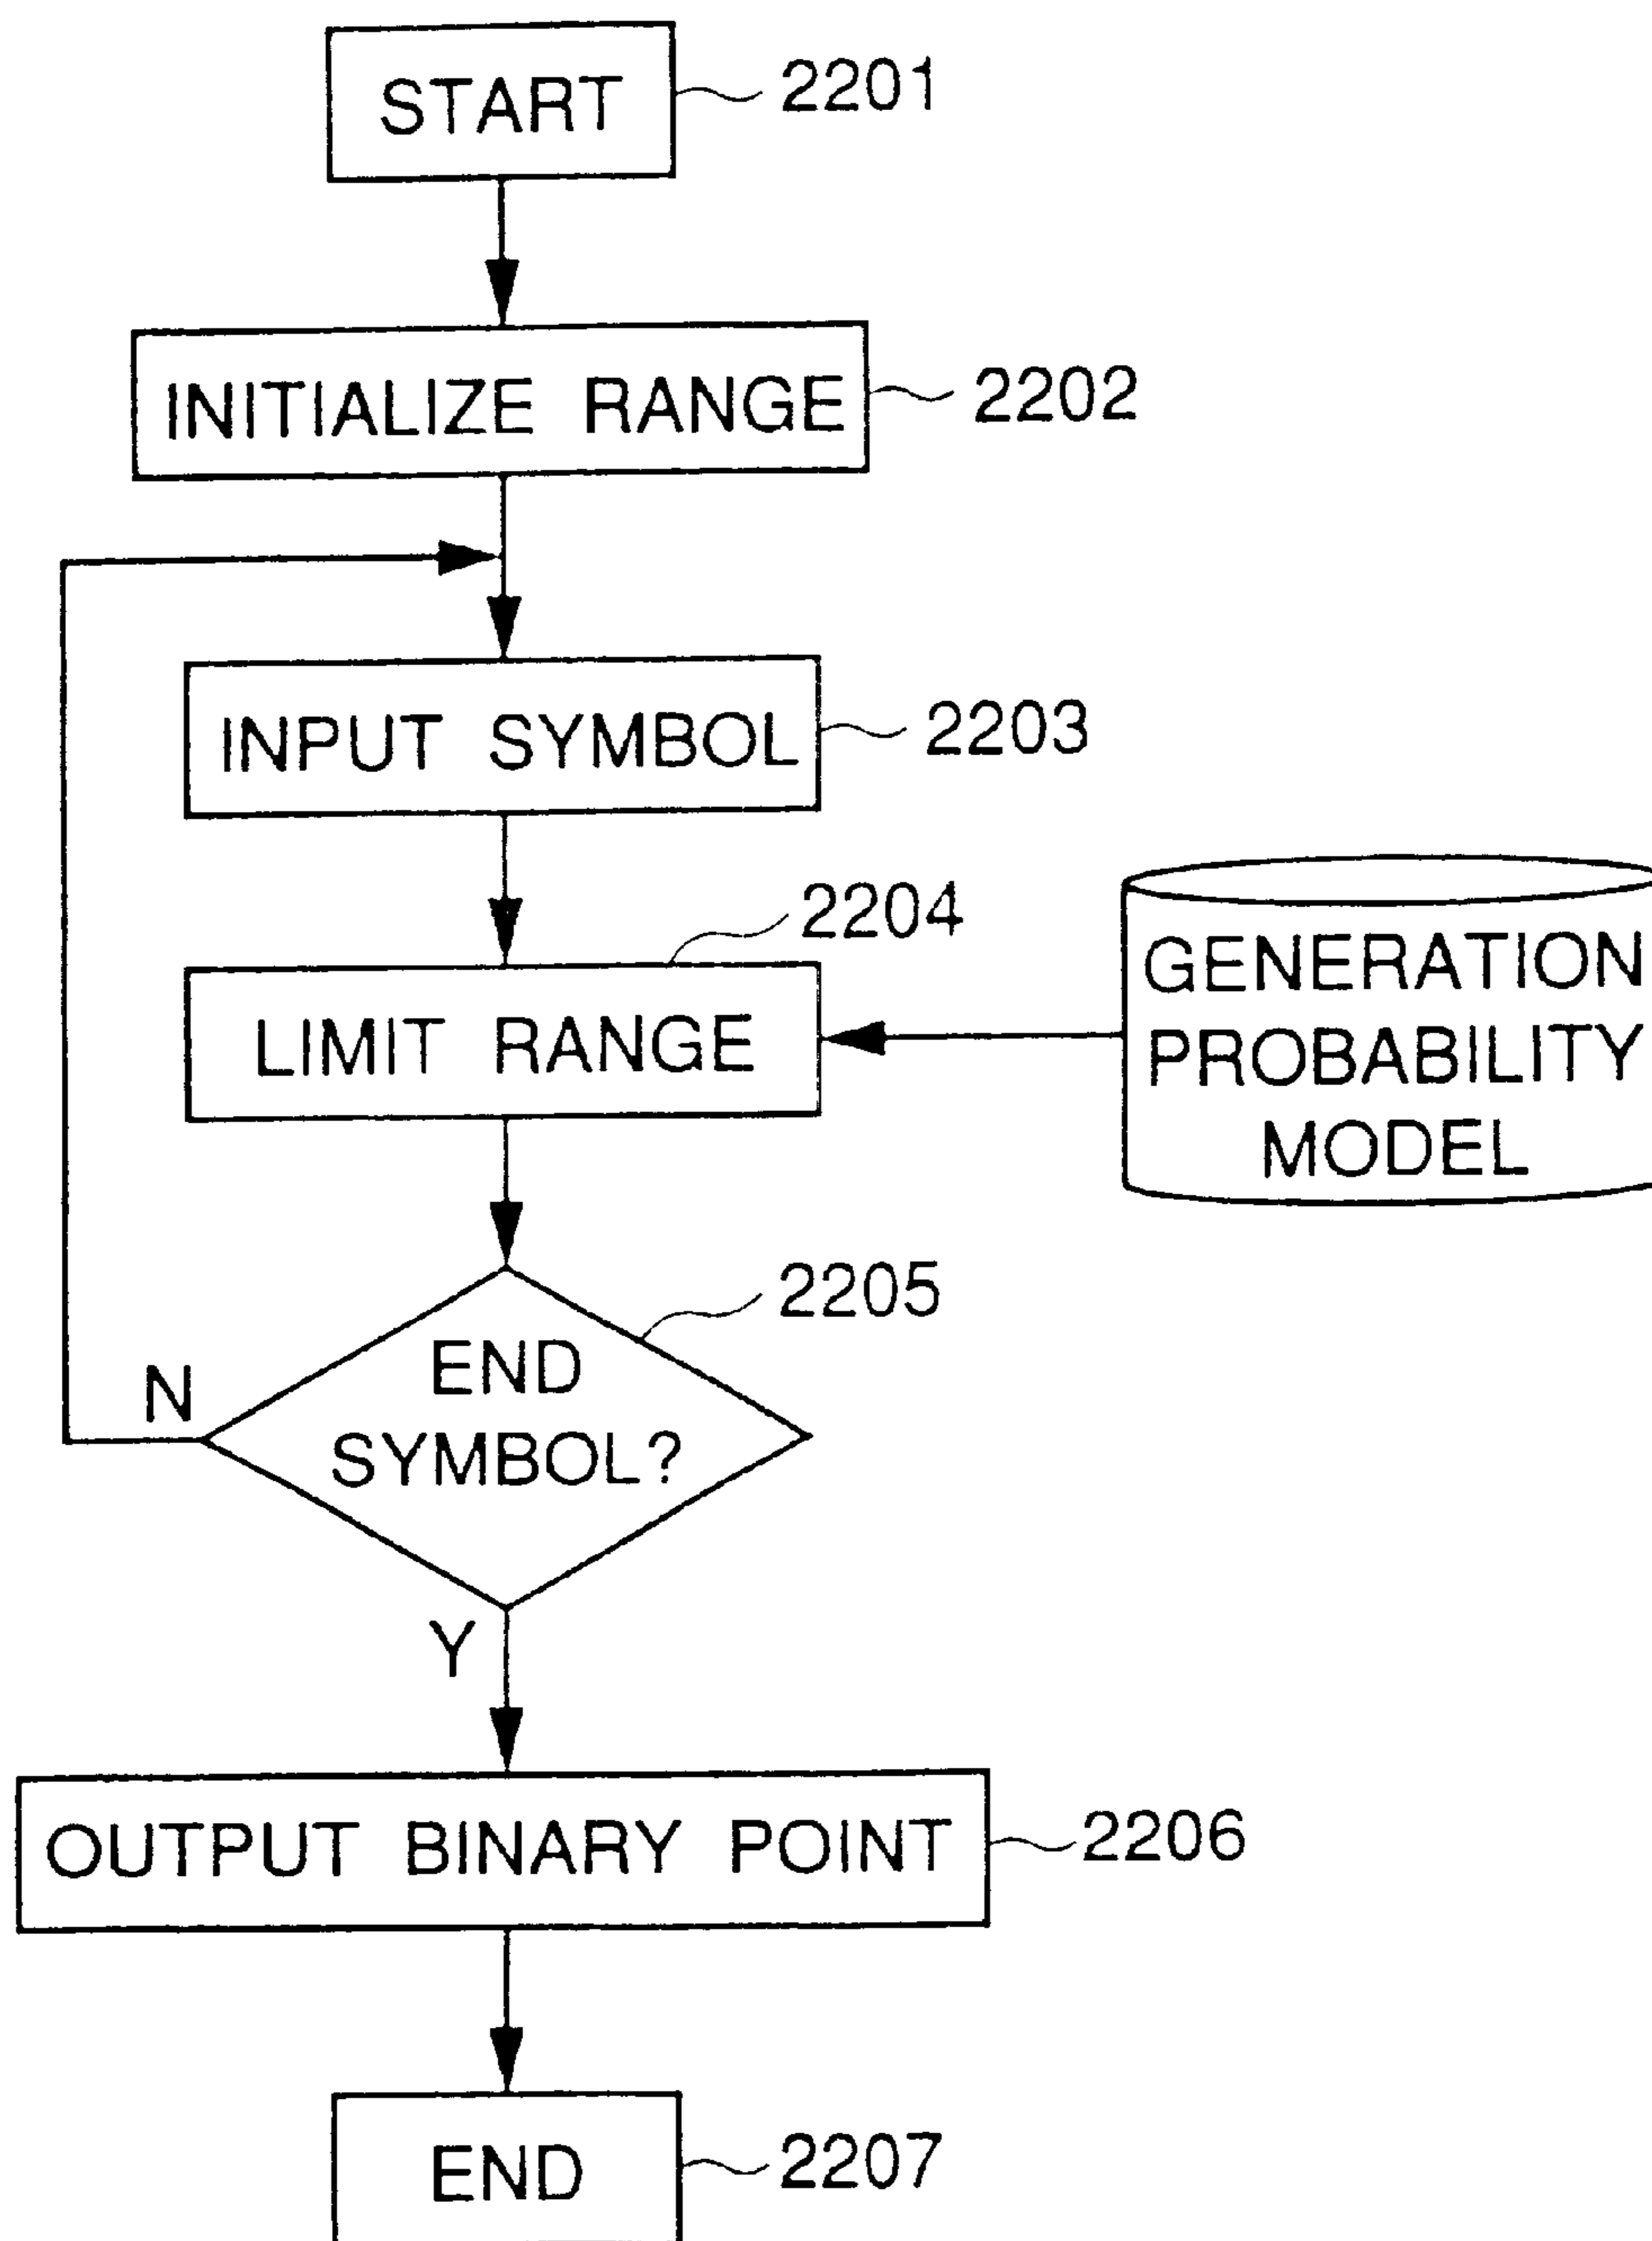 START
2201
INITIALIZE RANGE
2202
INPUT SYMBOL
2203
2204
LIMIT RANGE
GENERATION
PROBABILITY
MODEL
2205
END
SYMBOL?
N
Y
OUTPUT BINARY POINT
2206
END
2207